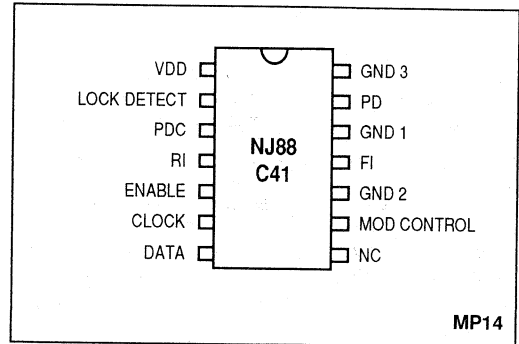 VDD
LOCK DETECT
PDC
RI
ENABLE
CLOCK
DATA
NJ88
C41
GND 3
PD
GND 1
FI
GND 2
MOD CONTROL
NC
MP14